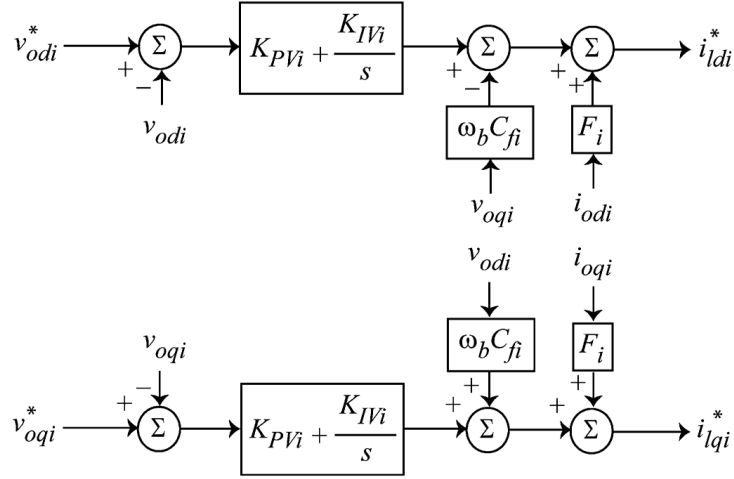 v*odi + − Σ KPVi + KIVi/s + − Σ + + Σ i*ldi
vodi ωbCfi Fi
voqi iodi
vodi ioqi
voqi ωbCfi Fi
v*oqi + − Σ KPVi + KIVi/s + + Σ + + Σ i*lqi